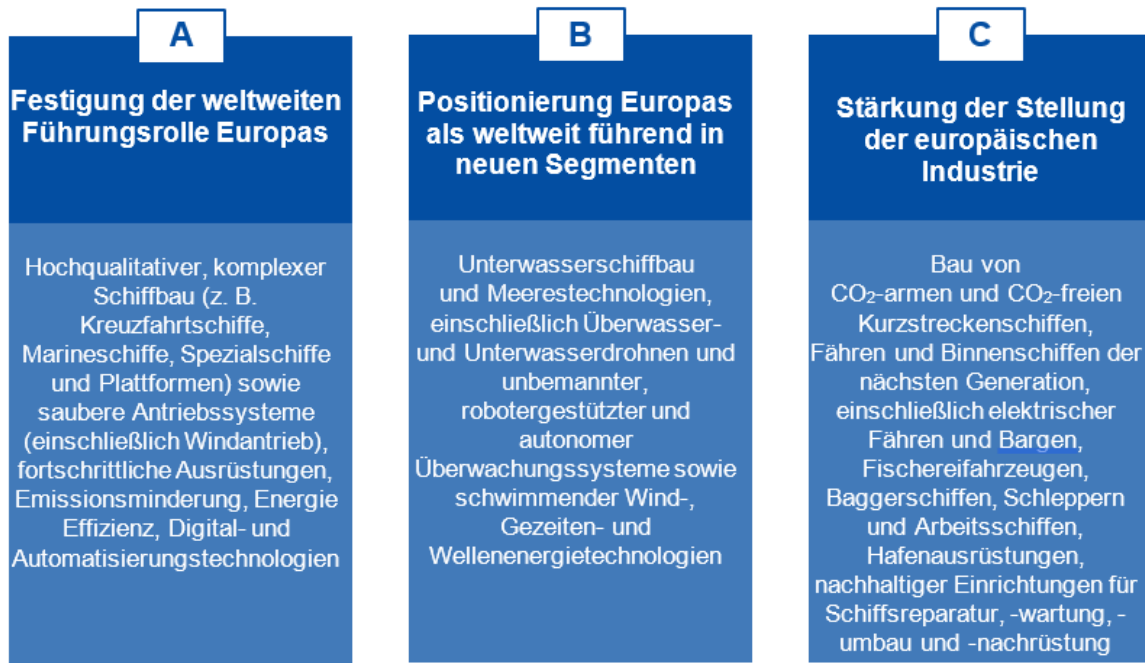 A
Festigung der weltweiten
Führungsrolle Europas
Hochqualitativer, komplexer
Schiffbau (z. B.
Kreuzfahrtschiffe,
Marineschiffe, Spezialschiffe
und Plattformen) sowie
saubere Antriebssysteme
(einschließlich Windantrieb),
fortschrittliche Ausrüstungen,
Emissionsminderung, Energie
Effizienz, Digital- und
Automatisierungstechnologien
B
Positionierung Europas
als weltweit führend in
neuen Segmenten
Unterwasserschiffbau
und Meerestechnologien,
einschließlich Überwasser-
und Unterwasserdrohnen und
unbemannter,
robotergestützter und
autonomer
Überwachungssysteme sowie
schwimmender Wind-,
Gezeiten- und
Wellenenergietechnologien
C
Stärkung der Stellung
der europäischen
Industrie
Bau von
CO₂-armen und CO₂-freien
Kurzstreckenschiffen,
Fähren und Binnenschiffen der
nächsten Generation,
einschließlich elektrischer
Fähren und Bargen,
Fischereifahrzeugen,
Baggerschiffen, Schleppern
und Arbeitsschiffen,
Hafenausrüstungen,
nachhaltiger Einrichtungen für
Schiffsreparatur, -wartung, -
umbau und -nachrüstung